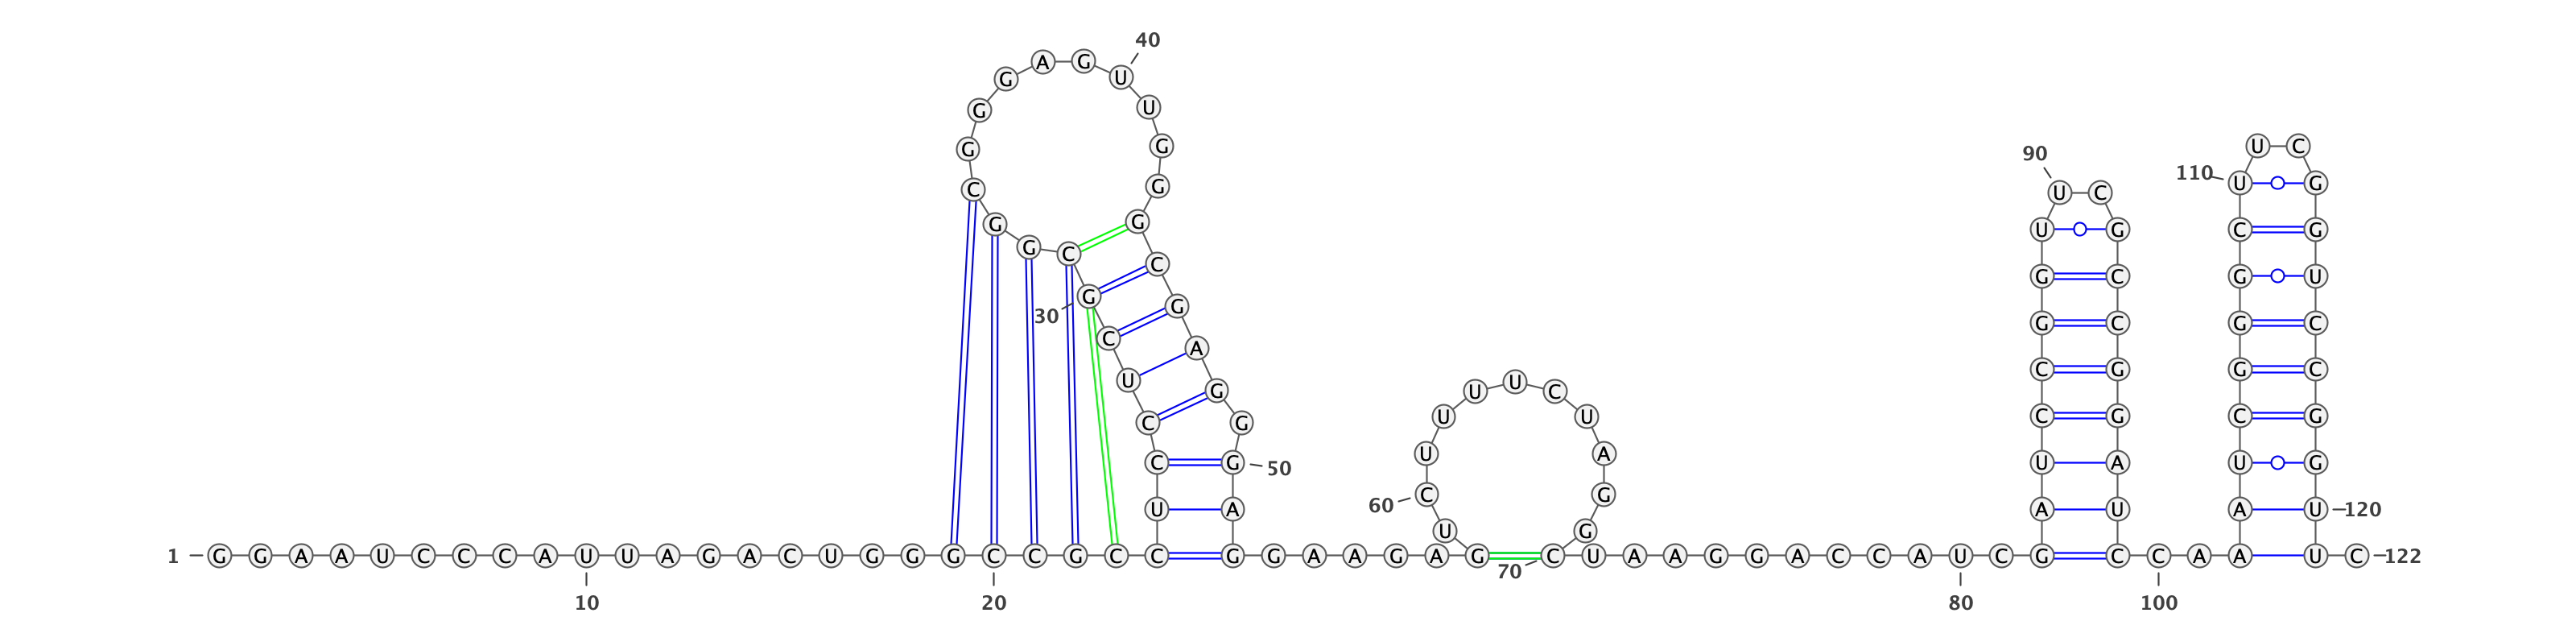 1
G G A A U C C C A U
10
U A G A C U G G G C
20
C G C C U C C U C G
30
C G G C G G G A G U
40
U G G G C G A G G G
50
A G G A A G A G U C
60
U U U U C U A G G C
70
U A A G G A C C A U
80
C G A U C C G G U U
90
C G C C G G A U C C
100
A A A U C G G G C U
110
U C G G U C C G G U
120
U C
122